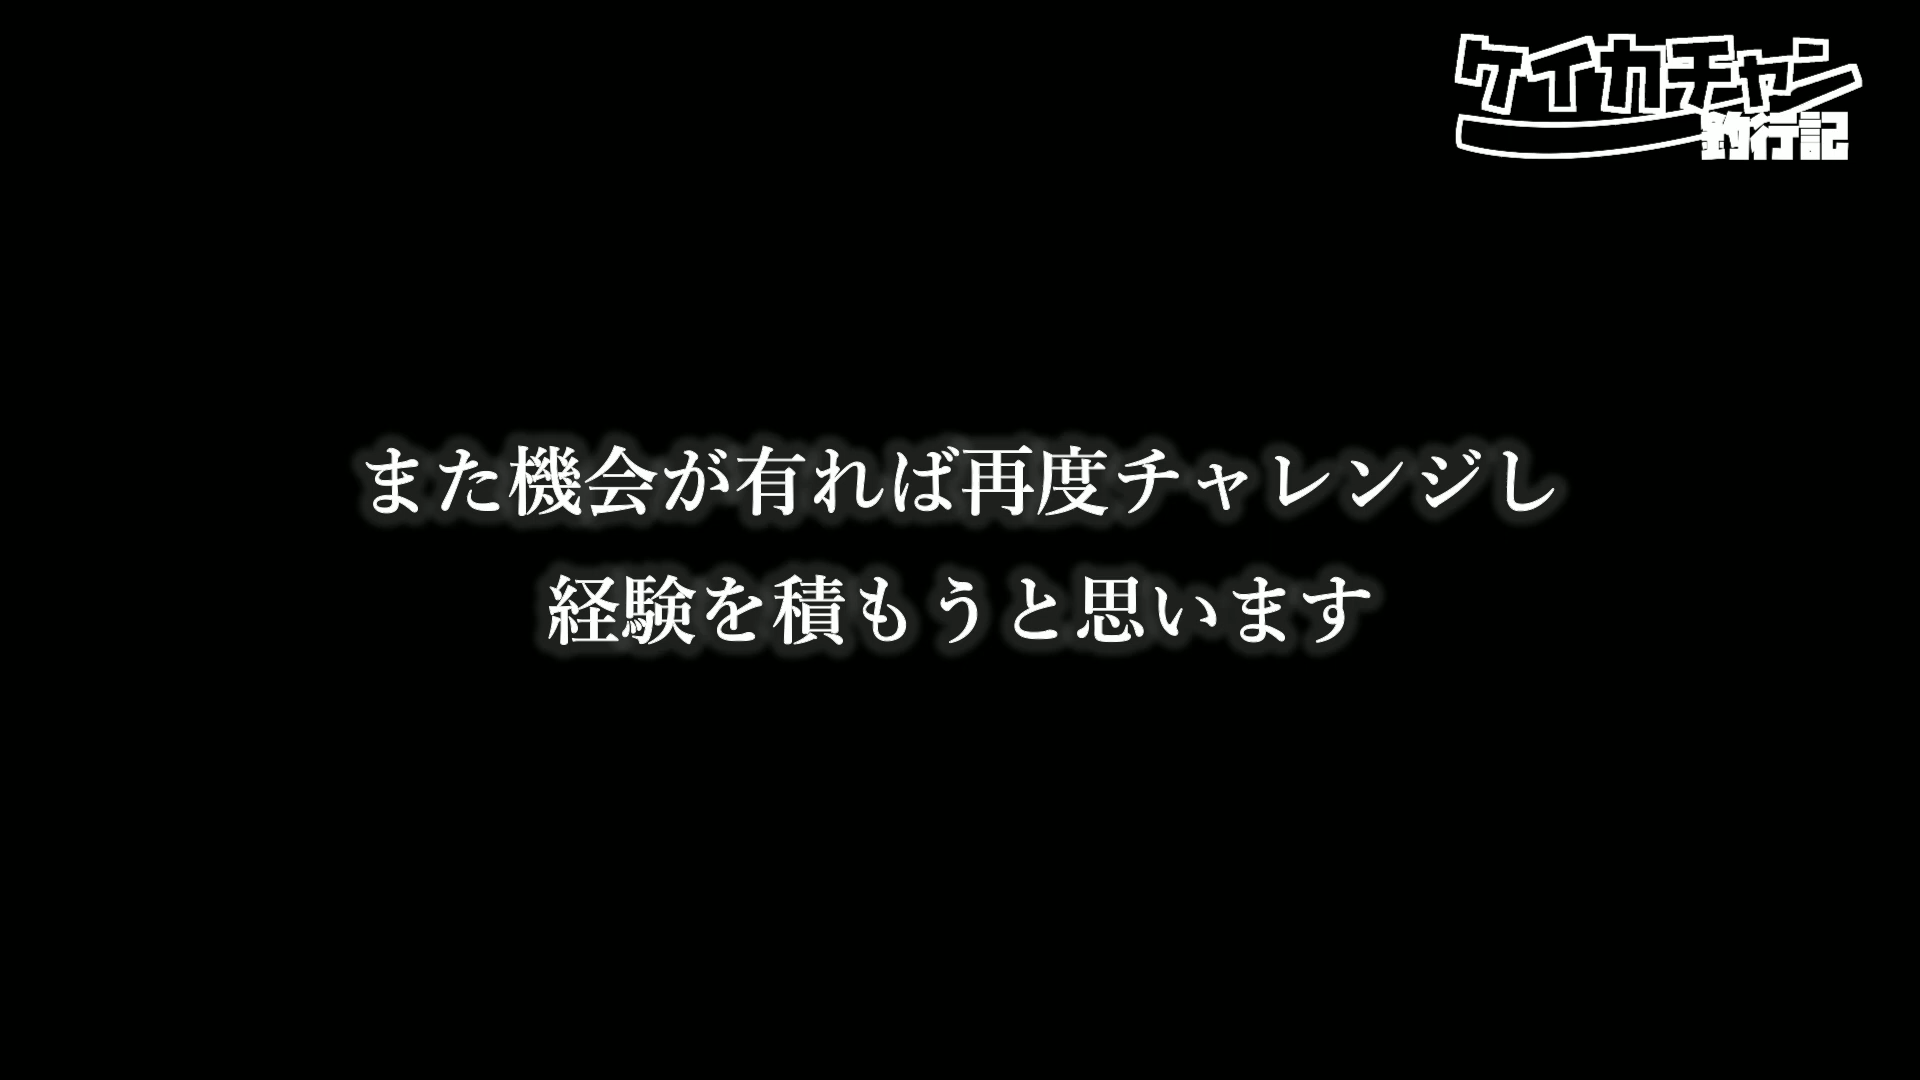 ケイカチャン
釣行記
また機会が有れば再度チャレンジし
経験を積もうと思います